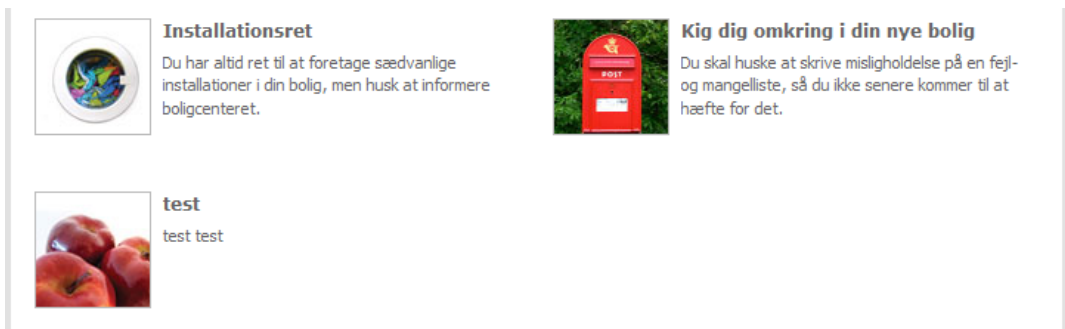 Installationsret
Du har altid ret til at foretage sædvanlige
installationer i din bolig, men husk at informere
boligcenteret.
Kig dig omkring i din nye bolig
Du skal huske at skrive misligholdelse på en fejl-
og mangelliste, så du ikke senere kommer til at
hæfte for det.
POST
test
test test